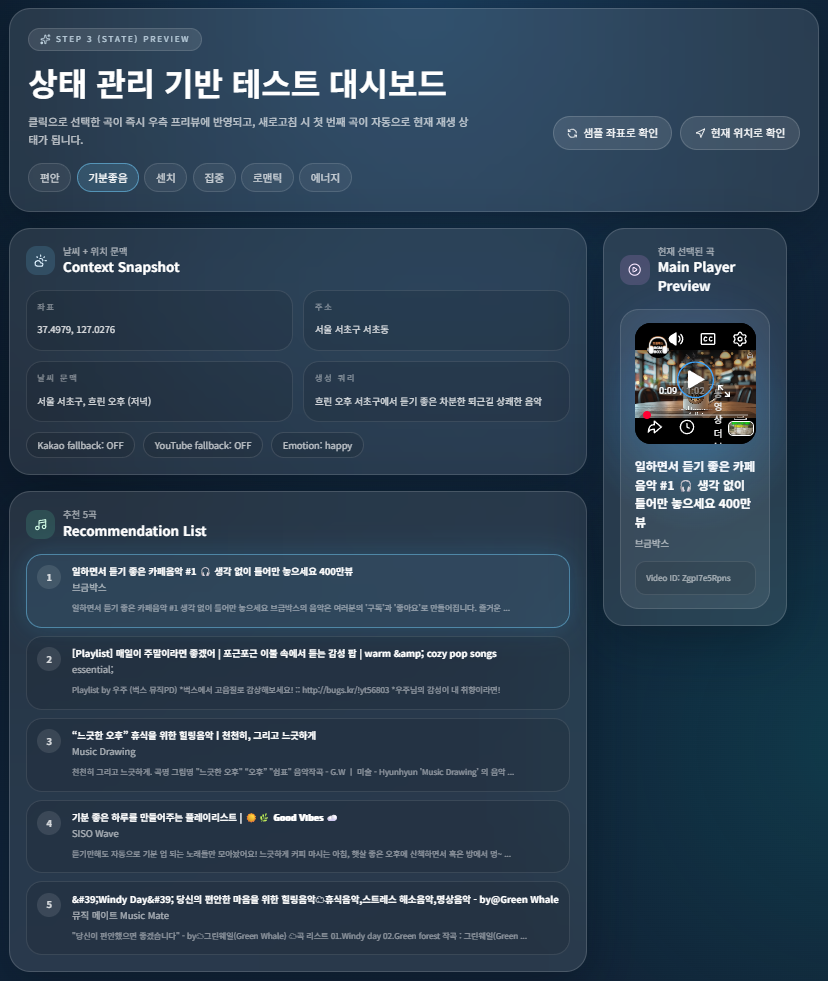 STEP 3 (STATE) PREVIEW
상태 관리 기반 테스트 대시보드
클릭으로 선택한 곡이 즉시 우측 프리뷰에 반영되고, 새로고침 시 첫 번째 곡이 자동으로 현재 재생 상
태가 됩니다.
샘플 좌표로 확인
현재 위치로 확인
편안
기분좋음
센치
집중
로맨틱
에너지
날씨 + 위치 문맥
Context Snapshot
좌표
37.4979, 127.0276
주소
서울 서초구 서초동
날씨 문맥
서울 서초구, 흐린 오후 (저녁)
생성 쿼리
흐린 오후 서초구에서 듣기 좋은 차분한 퇴근길 상쾌한 음악
Kakao fallback: OFF
YouTube fallback: OFF
Emotion: happy
현재 선택된 곡
Main Player
Preview
CC
0:09 / 1:02
동
영
상
더
일하면서 듣기 좋은 카페
음악 #1 🎧 생각 없이
틀어만 놓으세요 400만
뷰
브금박스
Video ID: ZgpI7e5Rpns
추천 5곡
Recommendation List
1
일하면서 듣기 좋은 카페음악 #1 🎧 생각 없이 틀어만 놓으세요 400만뷰
브금박스
일하면서 듣기 좋은 카페음악 #1 생각 없이 틀어만 놓으세요 브금박스의 음악은 여러분의 '구독'과 '좋아요'로 만들어집니다. 즐거운 ...
2
[Playlist] 매일이 주말이라면 좋겠어 | 포근포근 이불 속에서 듣는 감성 팝 | warm &amp; cozy pop songs
essential;
Playlist by 우주 (벅스 뮤직PD) *벅스에서 고음질로 감상해보세요! :: http://bugs.kr/!yt56803 *우주님의 감성이 내 취향이라면!
3
“느긋한 오후” 휴식을 위한 힐링음악 | 천천히, 그리고 느긋하게
Music Drawing
천천히 그리고 느긋하게. 곡명 그림명 "느긋한 오후" "오후" "쉼표" 음악작곡 - G.W ㅣ 미술 - Hyunhyun 'Music Drawing' 의 음악 ...
4
기분 좋은 하루를 만들어주는 플레이리스트 | 🌼 🌿 Good Vibes ☁️
SISO Wave
듣기만해도 자동으로 기분 업 되는 노래들만 모아놨어요! 느긋하게 커피 마시는 아침, 햇살 좋은 오후에 산책하면서 혹은 방에서 멍~ ...
5
&#39;Windy Day&#39; 당신의 편안한 마음을 위한 힐링음악☁휴식음악,스트레스 해소음악,명상음악 - by@Green Whale
뮤직 메이트 Music Mate
"당신이 편안했으면 좋겠습니다" - by☁그린웨일(Green Whale) ☁곡 리스트 01.Windy day 02.Green forest 작곡 : 그린웨일(Green ...